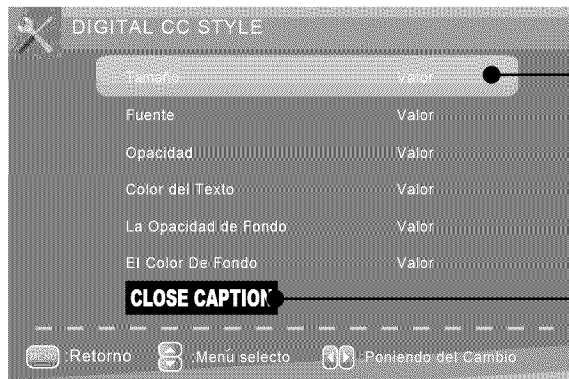 DIGITAL CC STYLE
Tamaño Valor
Fuente Valor
Opacidad Valor
Color del Texto Valor
La Opacidad de Fondo Valor
El Color De Fondo Valor
CLOSE CAPTION
MENU :Retorno :Menú selecto :Poniendo del Cambio